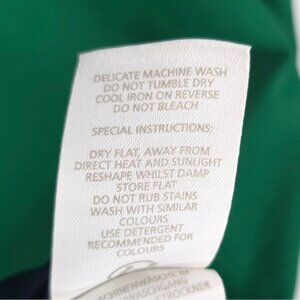 DELICATE MACHINE WASH
DO NOT TUMBLE DRY
COOL IRON ON REVERSE
DO NOT BLEACH
SPECIAL INSTRUCTIONS:
DRY FLAT, AWAY FROM
DIRECT HEAT AND SUNLIGHT
RESHAPE WHILST DAMP
STORE FLAT
DO NOT RUB STAINS
WASH WITH SIMILAR
COLOURS
USE DETERGENT
RECOMMENDED FOR
COLOURS